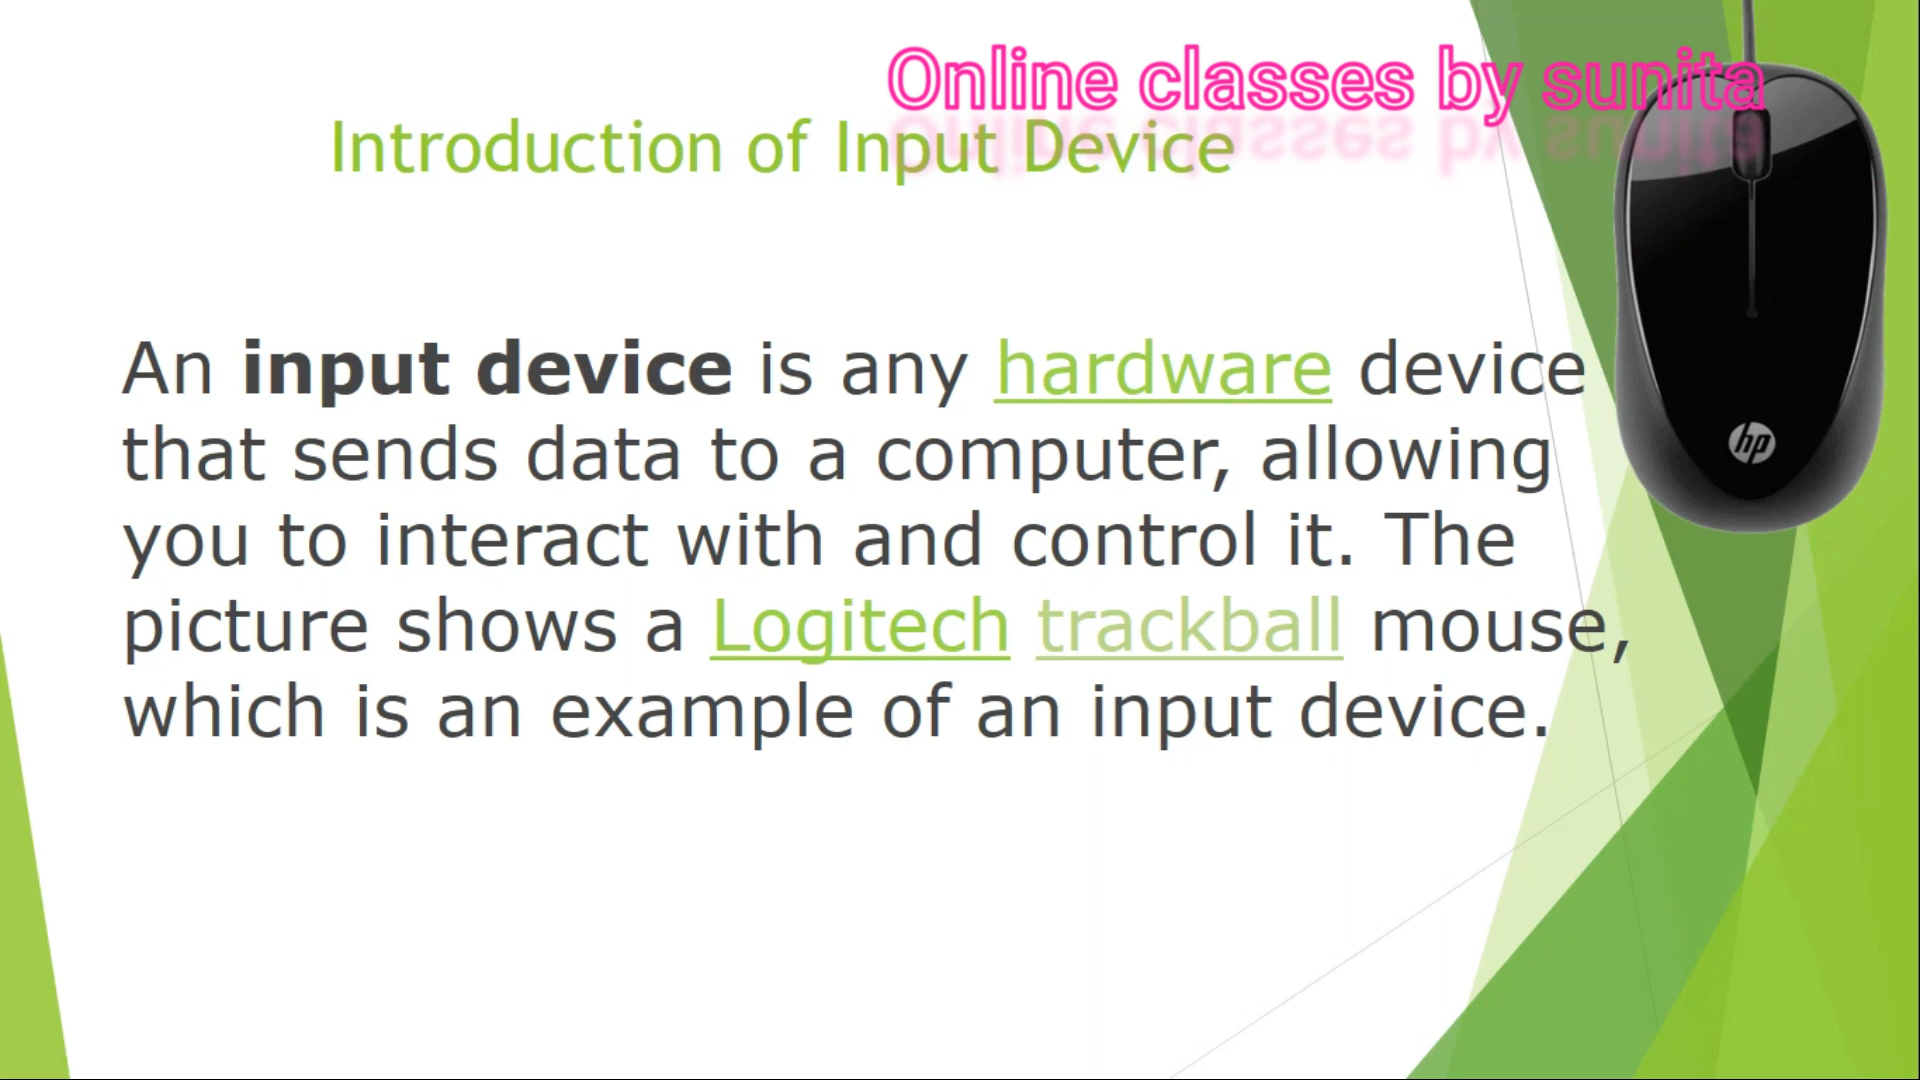 Online classes by sunita
Introduction of Input Device
An input device is any hardware device
that sends data to a computer, allowing
you to interact with and control it. The
picture shows a Logitech trackball mouse,
which is an example of an input device.
hp